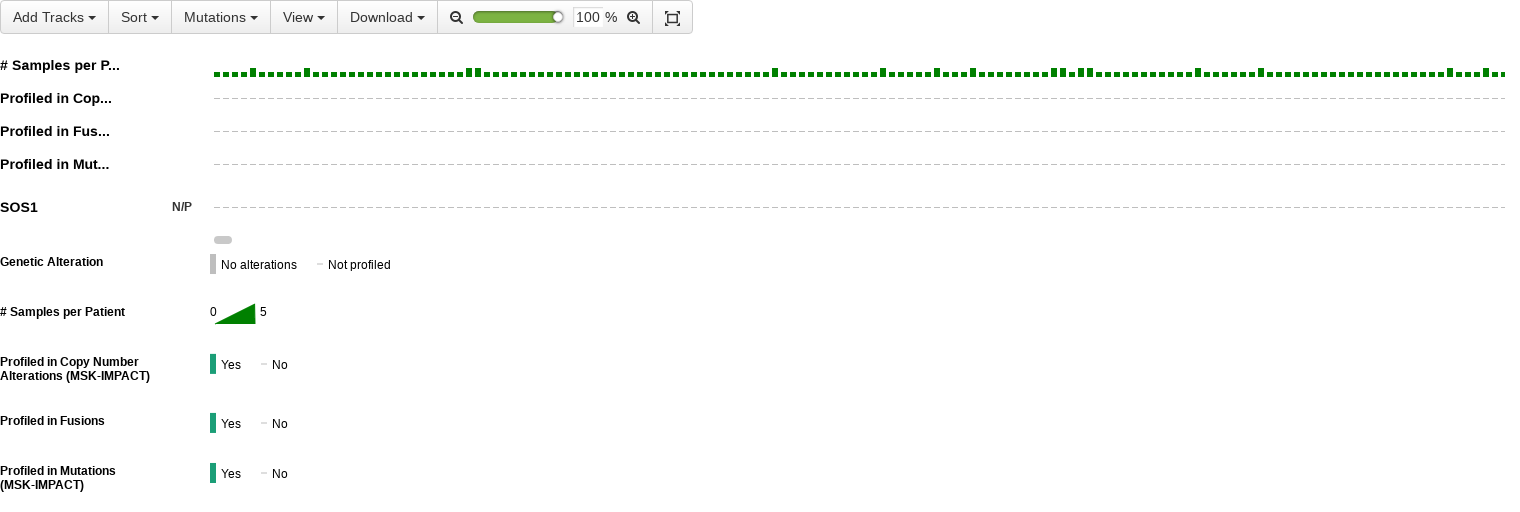 Add Tracks Sort Mutations View Download 100 %
# Samples per P...
Profiled in Cop...
Profiled in Fus...
Profiled in Mut...
SOS1 N/P
Genetic Alteration No alterations Not profiled
# Samples per Patient 0 5
Profiled in Copy Number
Alterations (MSK-IMPACT) Yes No
Profiled in Fusions Yes No
Profiled in Mutations
(MSK-IMPACT) Yes No